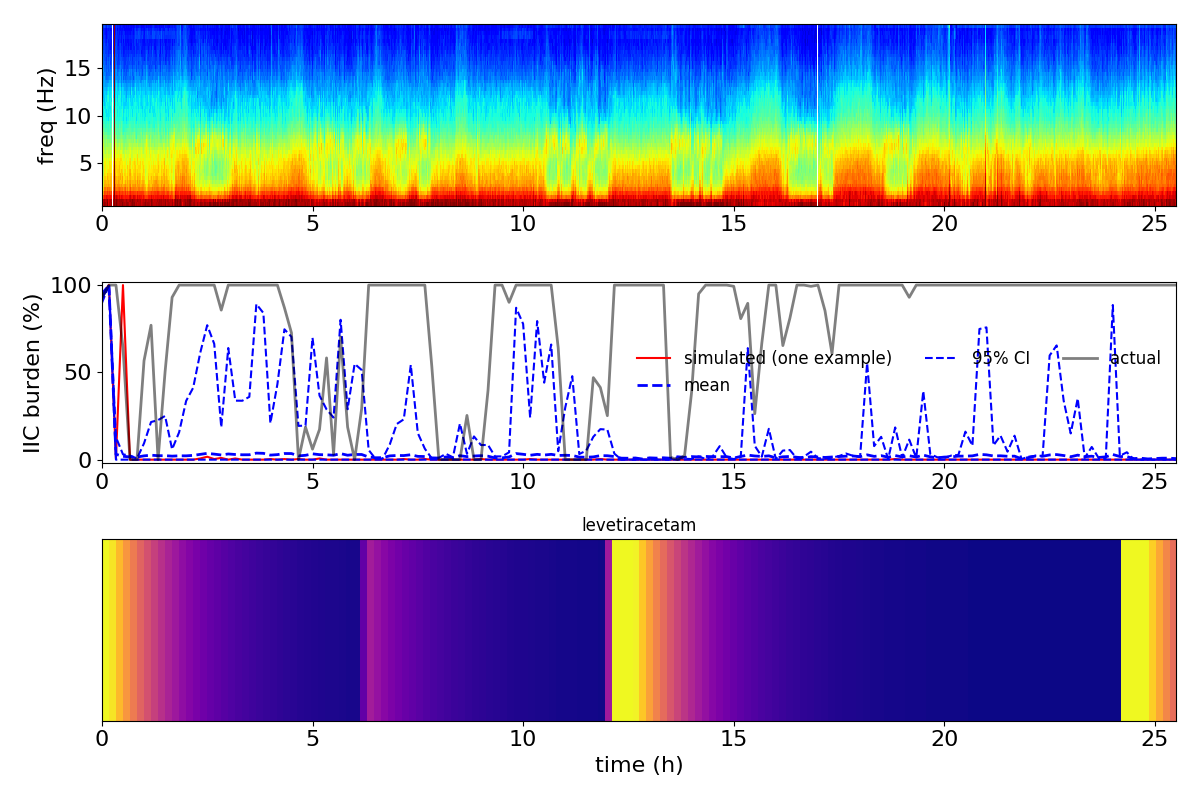 freq (Hz)
15
10
5
0 5 10 15 20 25
IIC burden (%)
100
50
0
simulated (one example) 95% CI actual
mean
0 5 10 15 20 25
levetiracetam
0 5 10 15 20 25
time (h)